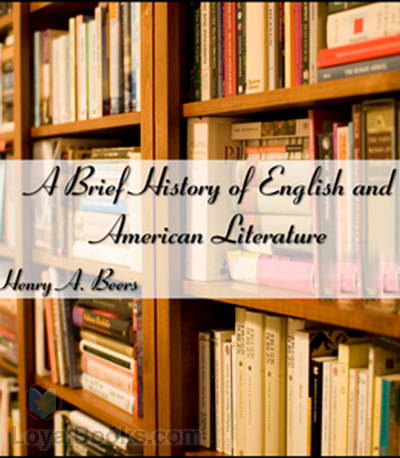 A Brief History of English and
American Literature
Henry A. Beers
LoyalBooks.com